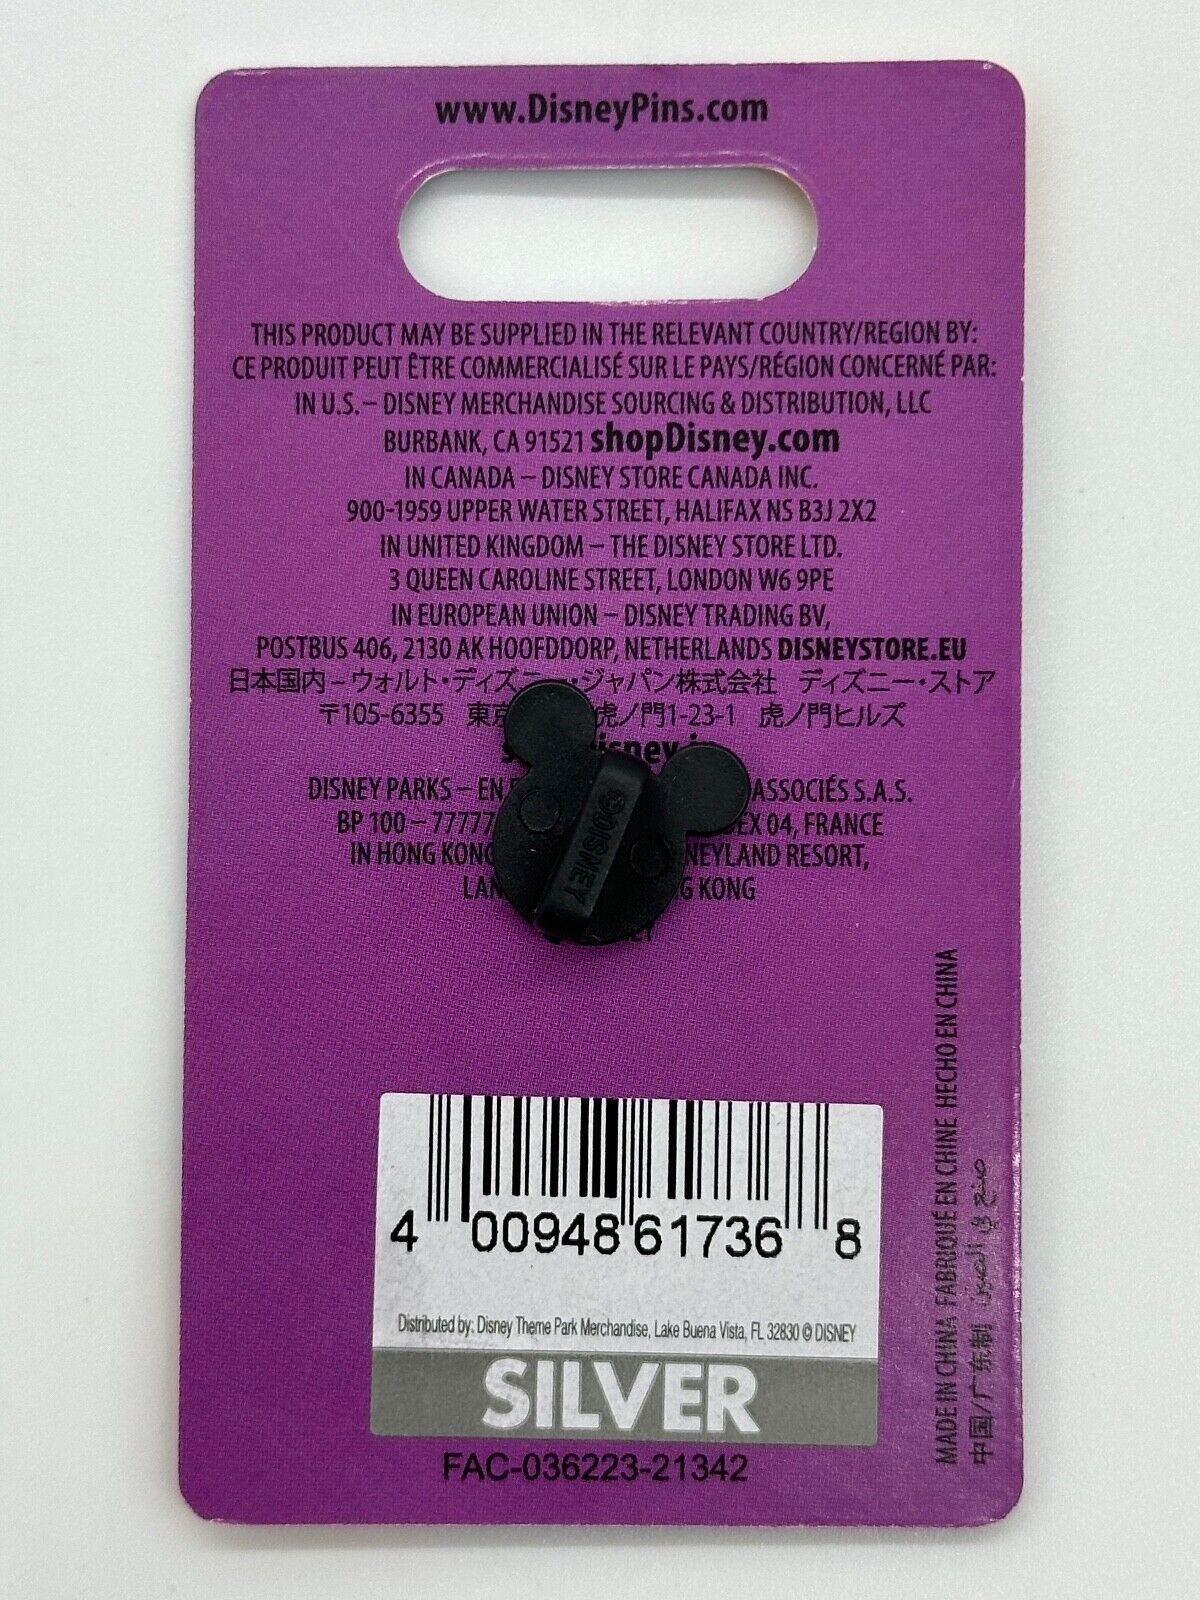 www.DisneyPins.com
THIS PRODUCT MAY BE SUPPLIED IN THE RELEVANT COUNTRY/REGION BY:
CE PRODUIT PEUT ÊTRE COMMERCIALISÉ SUR LE PAYS/RÉGION CONCERNÉ PAR:
IN U.S. – DISNEY MERCHANDISE SOURCING & DISTRIBUTION, LLC
BURBANK, CA 91521 shopDisney.com
IN CANADA – DISNEY STORE CANADA INC.
900-1959 UPPER WATER STREET, HALIFAX NS B3J 2X2
IN UNITED KINGDOM – THE DISNEY STORE LTD.
3 QUEEN CAROLINE STREET, LONDON W6 9PE
IN EUROPEAN UNION – DISNEY TRADING BV,
POSTBUS 406, 2130 AK HOOFDDORP, NETHERLANDS DISNEYSTORE.EU
日本国内 – ウォルト・ディズニー・ジャパン株式会社 ディズニー・ストア
〒105-6355 東京 虎ノ門1-23-1 虎ノ門ヒルズ
DISNEY PARKS – EN ASSOCIÉS S.A.S.
BP 100 – 77777 04, FRANCE
IN HONG KONG RESORT,
KONG
©DISNEY
4 00948 61736 8
Distributed by: Disney Theme Park Merchandise, Lake Buena Vista, FL 32830 © DISNEY
SILVER
FAC-036223-21342
MADE IN CHINA FABRIQUÉ EN CHINE HECHO EN CHINA
中国/广东制 صنع في الصين